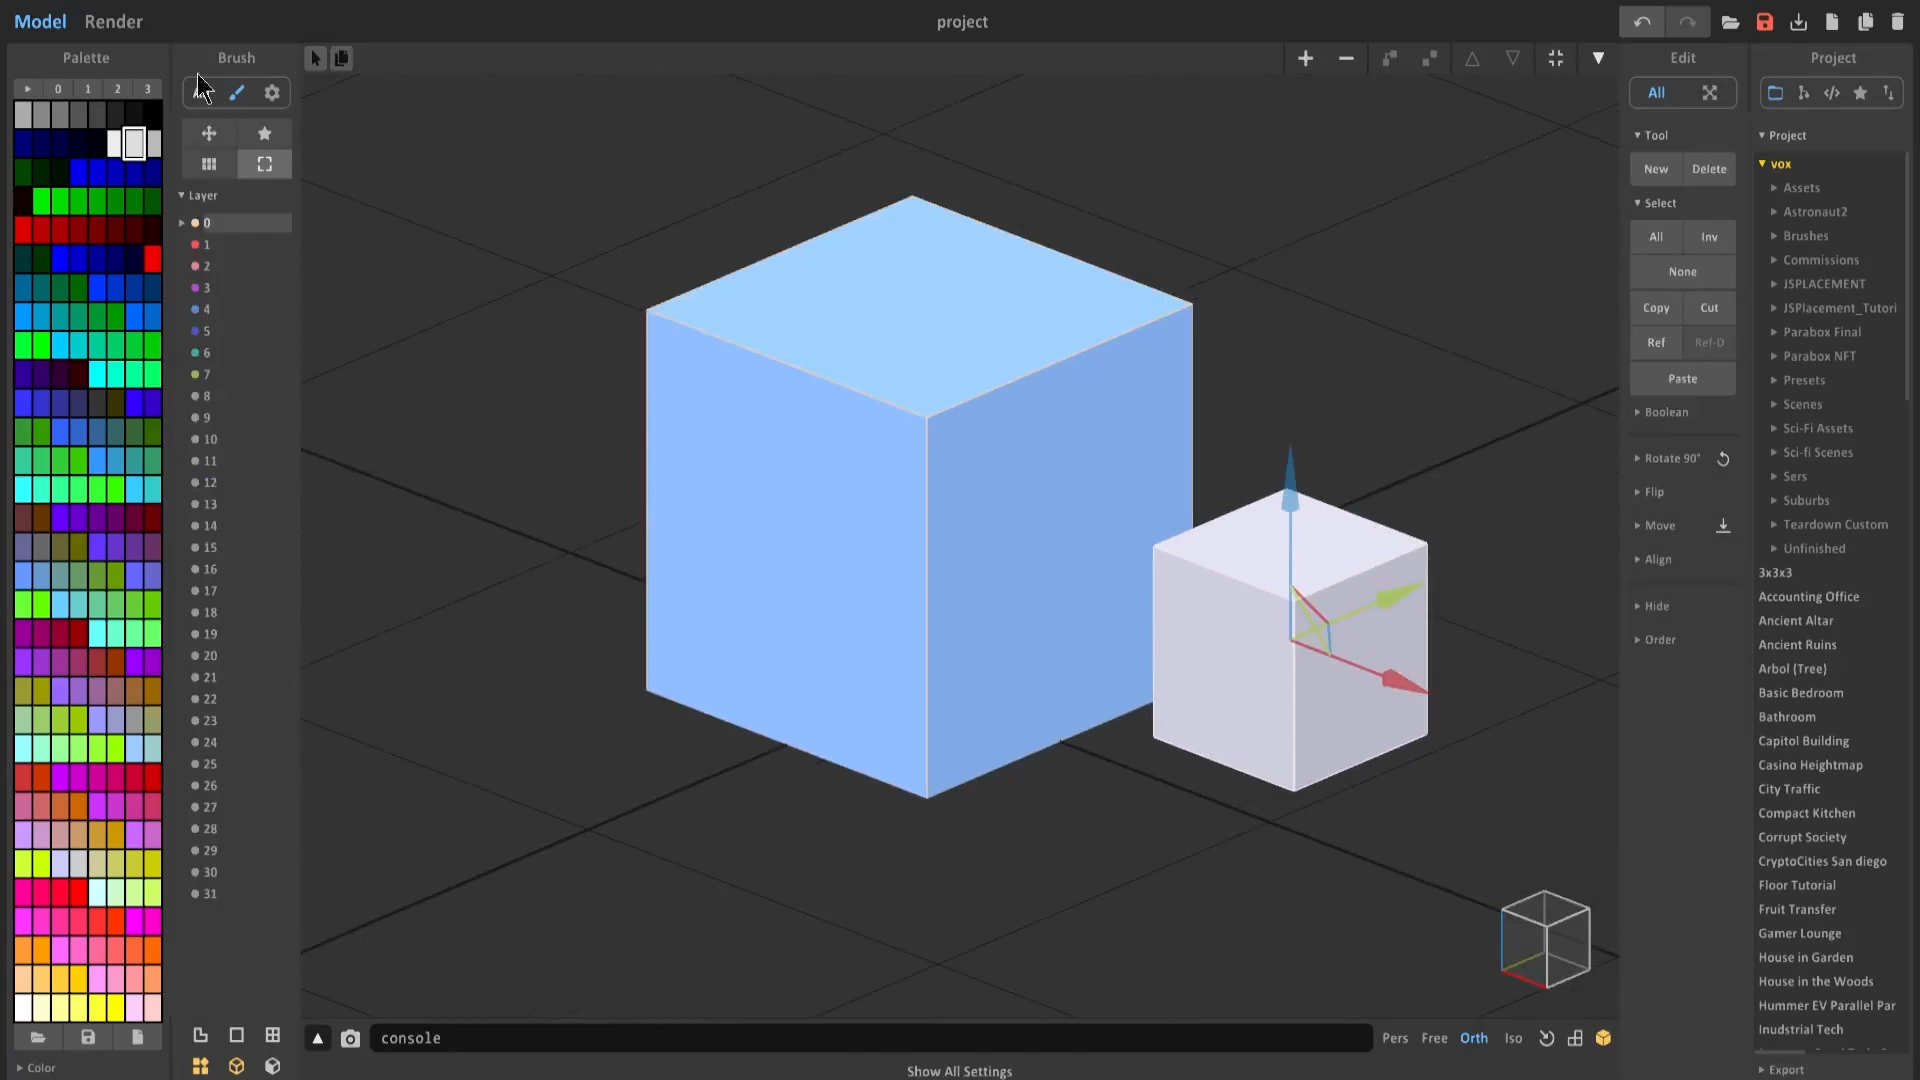 Model Render
project
Palette
Brush
Edit
Project
0 1 2 3
Layer
0
1
2
3
4
5
6
7
8
9
10
11
12
13
14
15
16
17
18
19
20
21
22
23
24
25
26
27
28
29
30
31
Color
console
Pers Free Orth Iso
Show All Settings
All
Tool
New Delete
Select
All Inv
None
Copy Cut
Ref Ref-D
Paste
Boolean
Rotate 90°
Flip
Move
Align
Hide
Order
Project
vox
Assets
Astronaut2
Brushes
Commissions
JSPLACEMENT
JSPlacement_Tutori
Parabox Final
Parabox NFT
Presets
Scenes
Sci-Fi Assets
Sci-fi Scenes
Sers
Suburbs
Teardown Custom
Unfinished
3x3x3
Accounting Office
Ancient Altar
Ancient Ruins
Arbol (Tree)
Basic Bedroom
Bathroom
Capitol Building
Casino Heightmap
City Traffic
Compact Kitchen
Corrupt Society
CryptoCities San diego
Floor Tutorial
Fruit Transfer
Gamer Lounge
House in Garden
House in the Woods
Hummer EV Parallel Par
Inudstrial Tech
Export